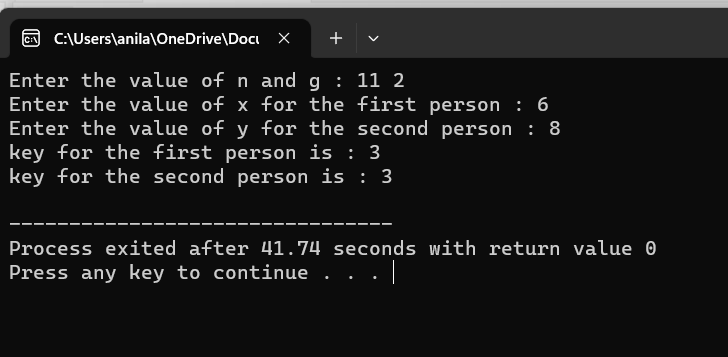 C:\Users\anila\OneDrive\Docu
Enter the value of n and g : 11 2
Enter the value of x for the first person : 6
Enter the value of y for the second person : 8
key for the first person is : 3
key for the second person is : 3
--------------------------------
Process exited after 41.74 seconds with return value 0
Press any key to continue . . .